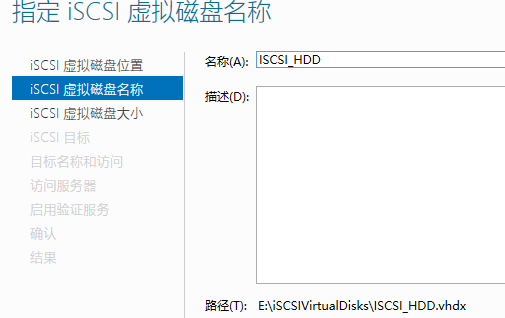 指定 iSCSI 虚拟磁盘名称
iSCSI 虚拟磁盘位置
iSCSI 虚拟磁盘名称
iSCSI 虚拟磁盘大小
iSCSI 目标
目标名称和访问
访问服务器
启用验证服务
确认
结果
名称(A): ISCSI_HDD
描述(D):
路径(T): E:\iSCSIVirtualDisks\ISCSI_HDD.vhdx